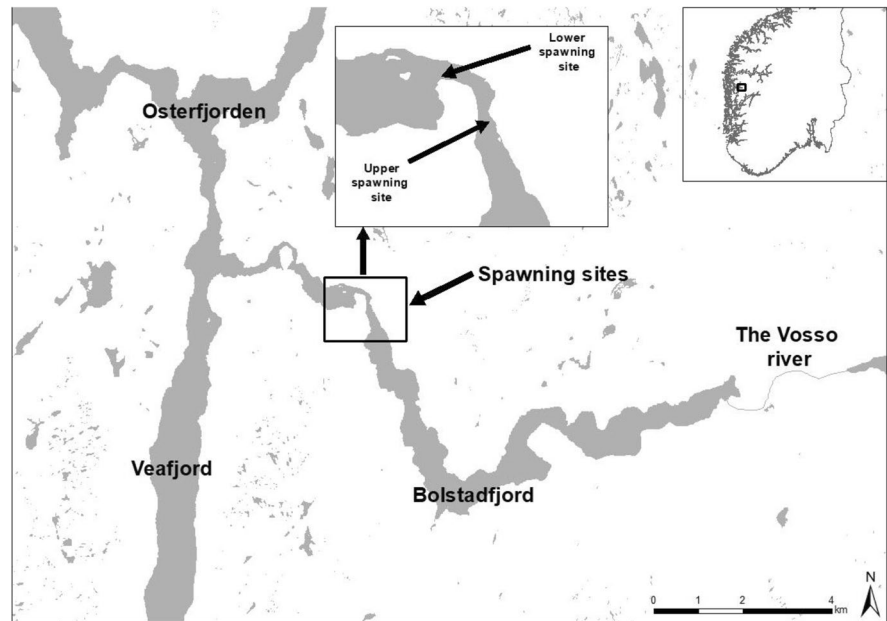 Lower
spawning
site
Osterfjorden
Upper
spawning
site
Spawning sites
The Vosso
river
Veafjord
Bolstadfjord
N
0 1 2 4
km